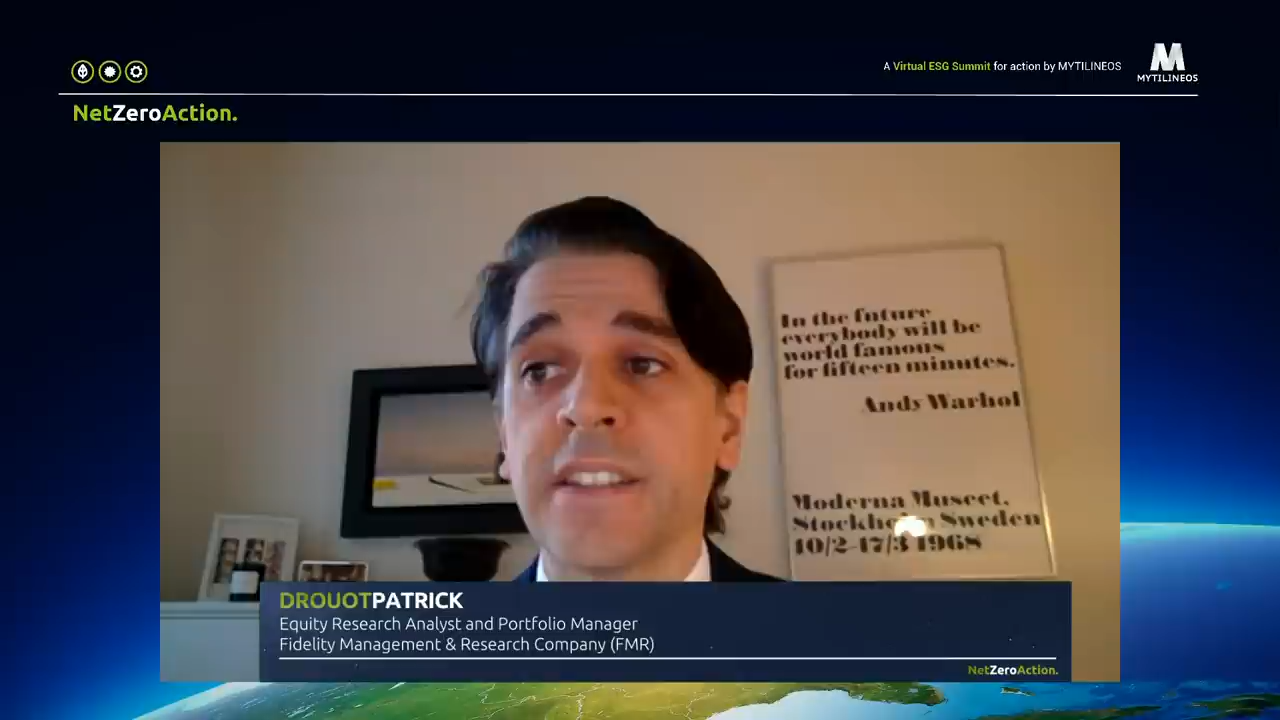 A Virtual ESG Summit for action by MYTILINEOS
MYTILINEOS
NetZeroAction.
In the future
everybody will be
world famous
for fifteen minutes.
Andy Warhol
Moderna Museet,
Stockholm Sweden
10/2-17/3 1968
DROUOTPATRICK
Equity Research Analyst and Portfolio Manager
Fidelity Management & Research Company (FMR)
NetZeroAction.